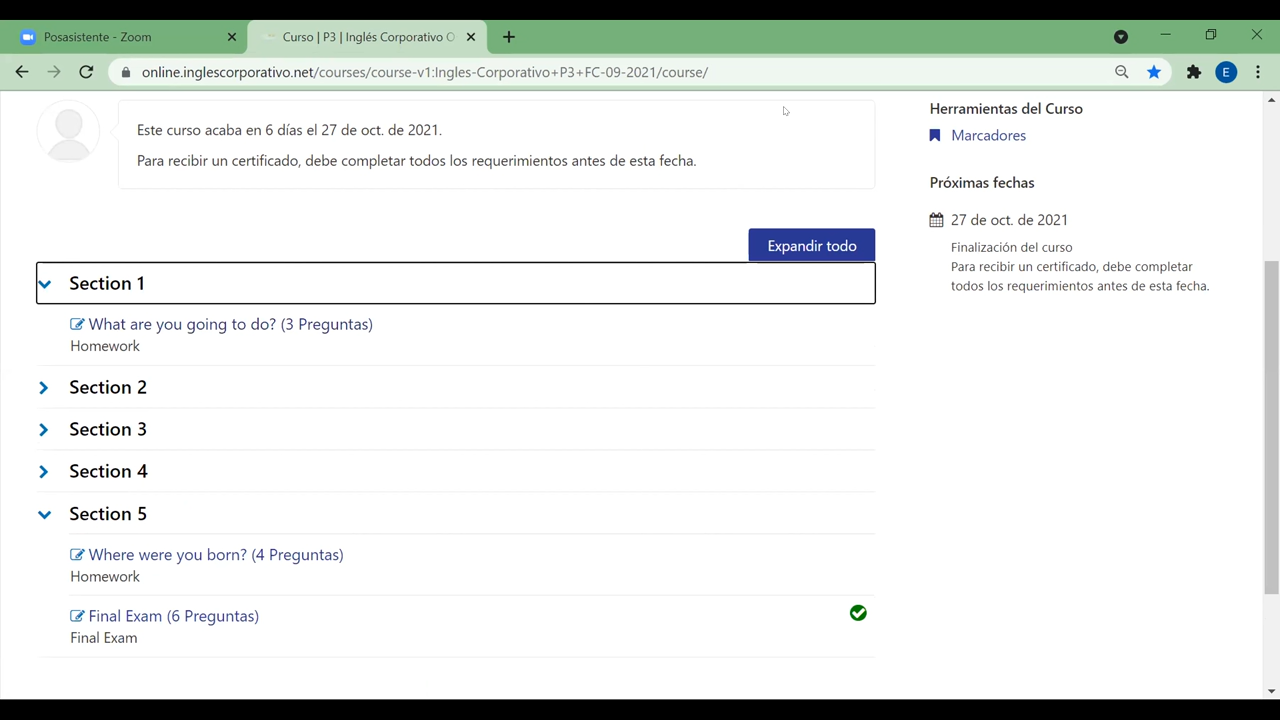 Posasistente - Zoom
Curso | P3 | Inglés Corporativo O
online.inglescorporativo.net/courses/course-v1:Ingles-Corporativo+P3+FC-09-2021/course/
E
Este curso acaba en 6 días el 27 de oct. de 2021.
Para recibir un certificado, debe completar todos los requerimientos antes de esta fecha.
Herramientas del Curso
Marcadores
Próximas fechas
27 de oct. de 2021
Finalización del curso
Para recibir un certificado, debe completar
todos los requerimientos antes de esta fecha.
Expandir todo
Section 1
What are you going to do? (3 Preguntas)
Homework
Section 2
Section 3
Section 4
Section 5
Where were you born? (4 Preguntas)
Homework
Final Exam (6 Preguntas)
Final Exam